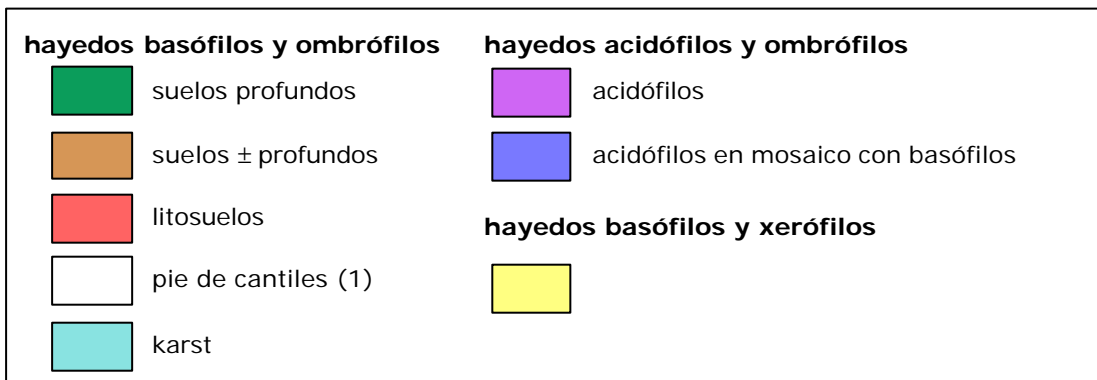 hayedos basófilos y ombrófilos
suelos profundos
suelos ± profundos
litosuelos
pie de cantiles (1)
karst
hayedos acidófilos y ombrófilos
acidófilos
acidófilos en mosaico con basófilos
hayedos basófilos y xerófilos